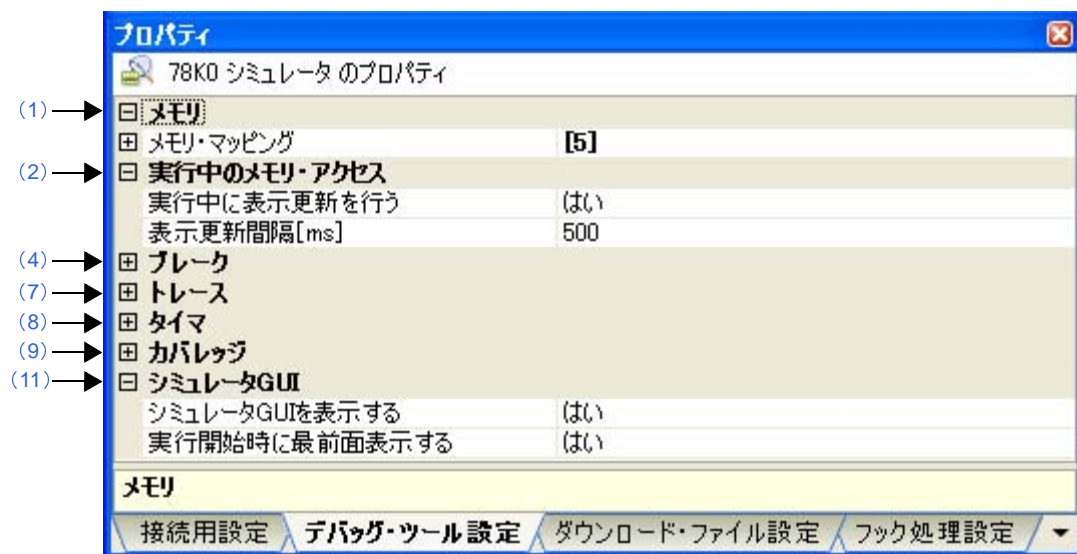 プロパティ
78K0 シミュレータ のプロパティ
(1) メモリ
メモリ・マッピング [5]
(2) 実行中のメモリ・アクセス
実行中に表示更新を行う はい
表示更新間隔[ms] 500
(4) ブレーク
(7) トレース
(8) タイマ
(9) カバレッジ
(11) シミュレータGUI
シミュレータGUIを表示する はい
実行開始時に最前面表示する はい
メモリ
接続用設定 デバッグ・ツール設定 ダウンロード・ファイル設定 フック処理設定